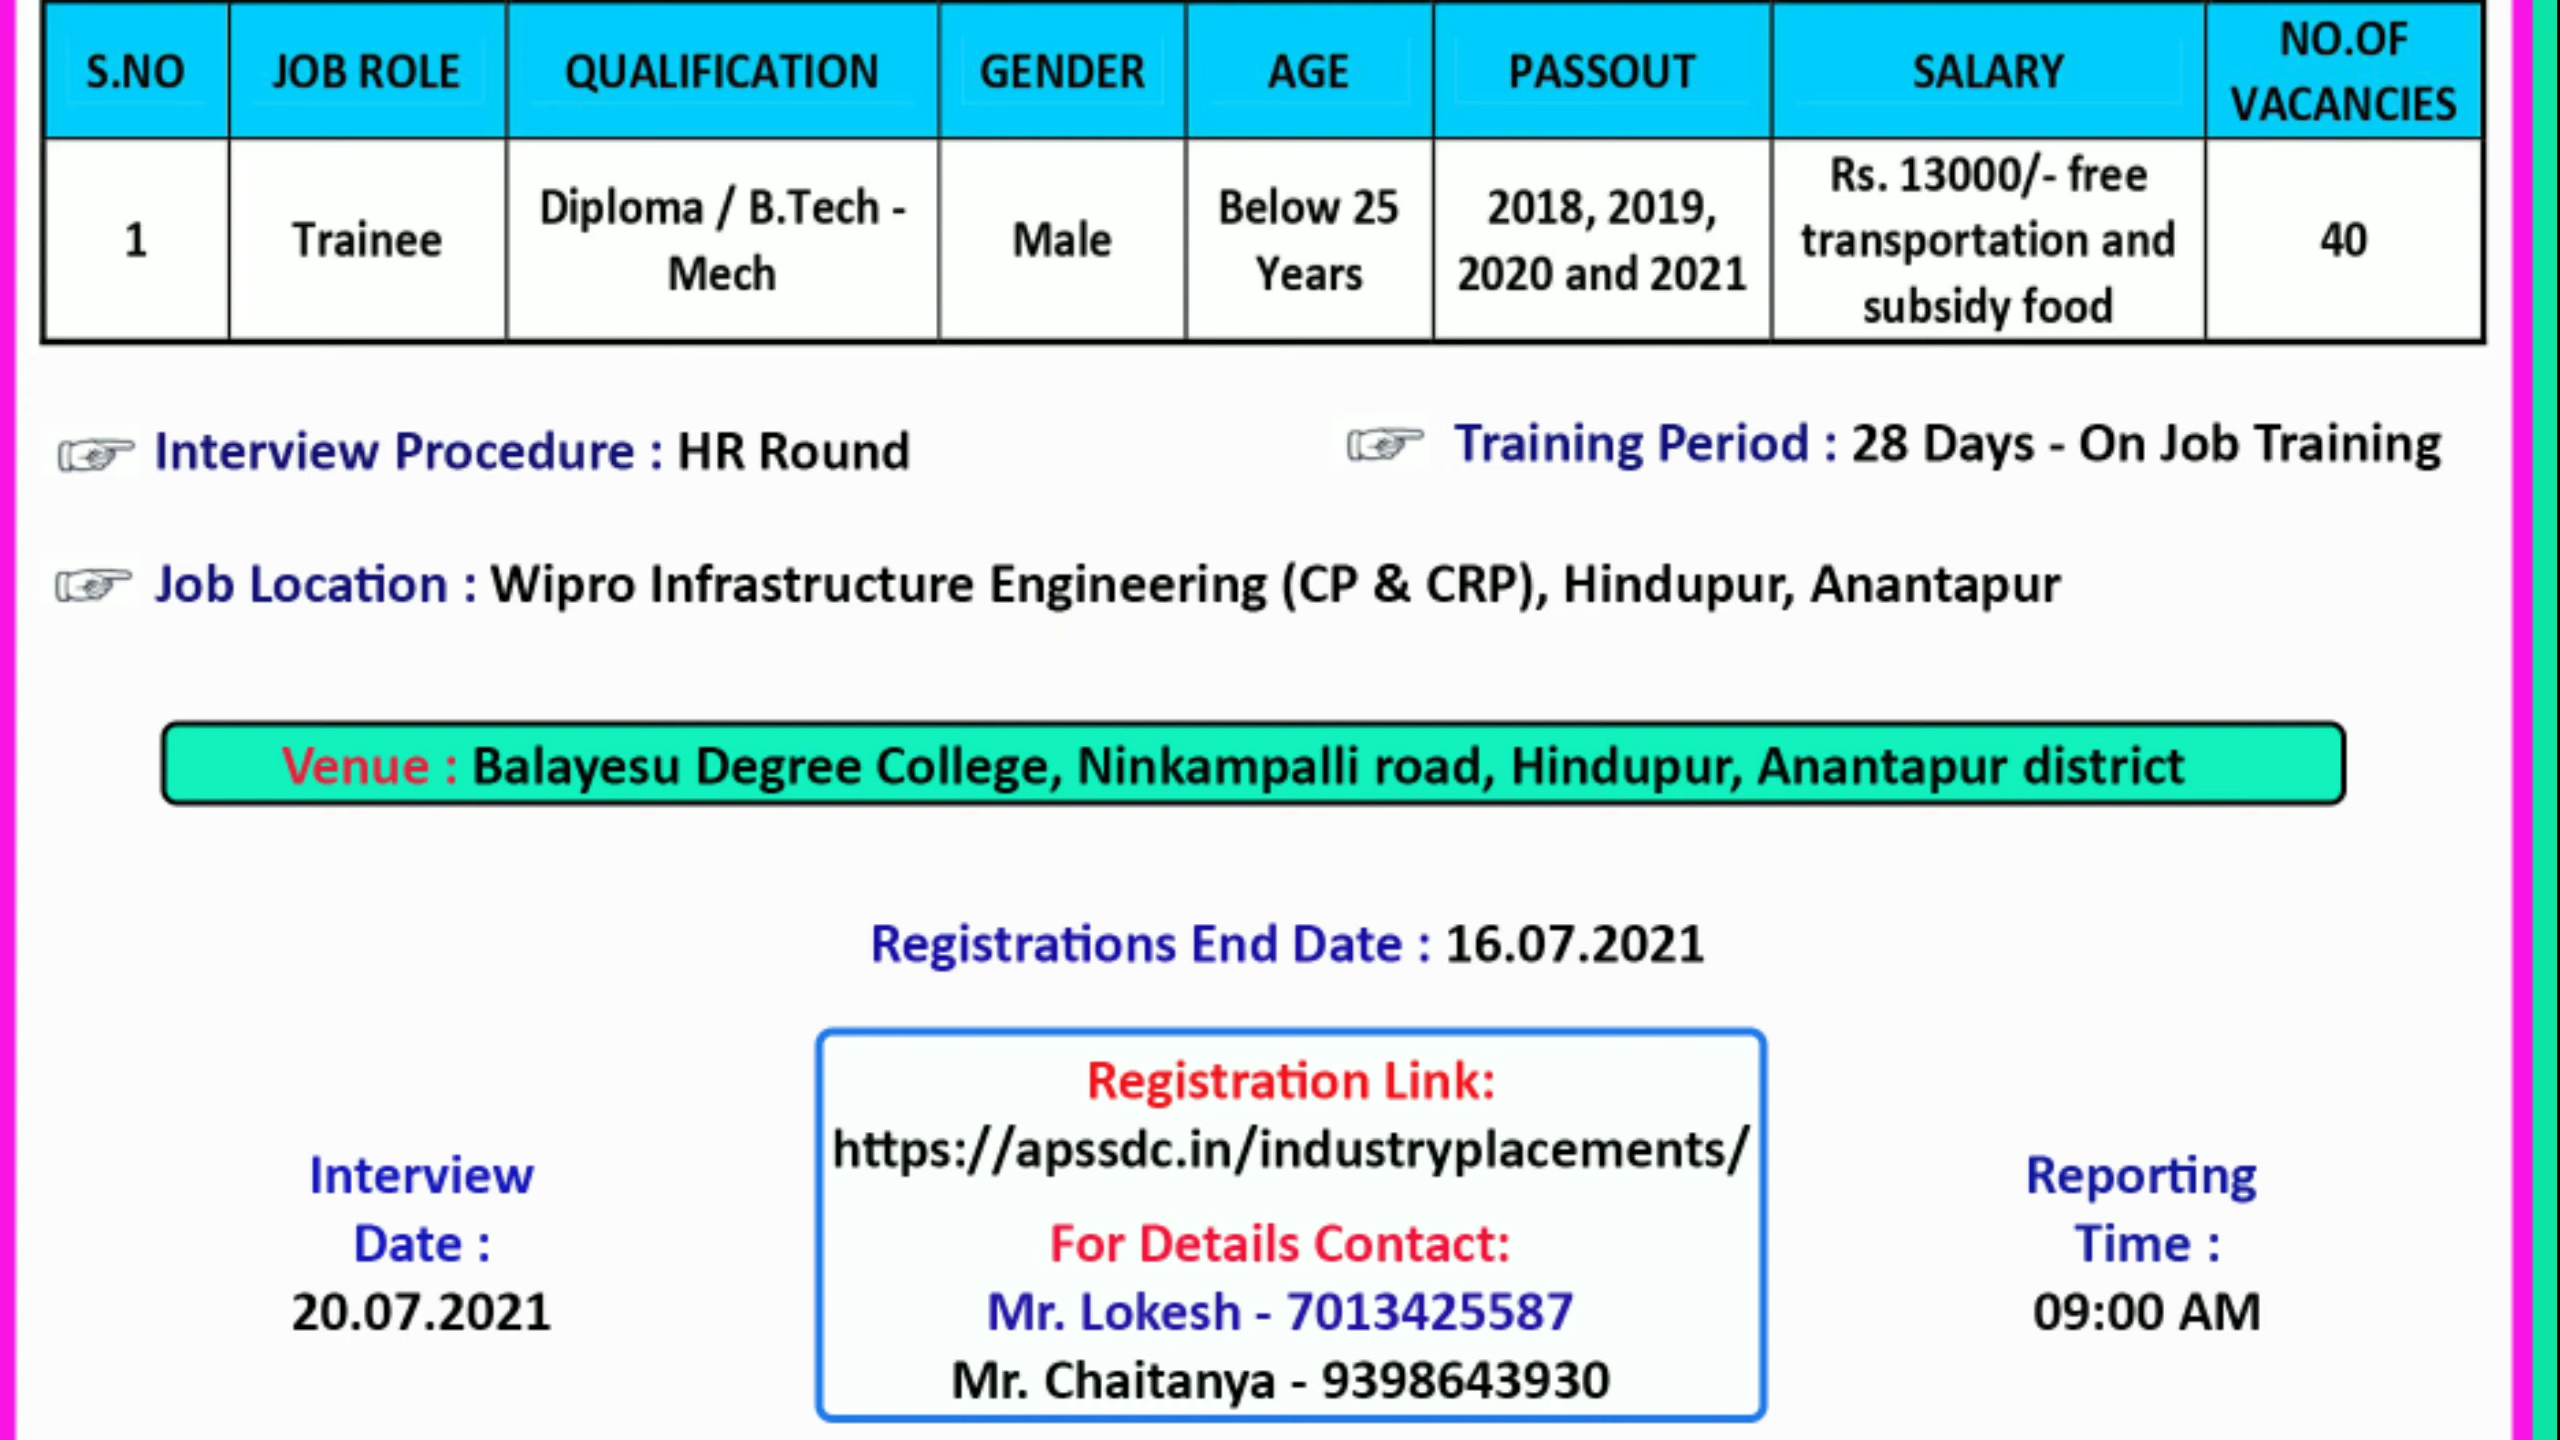 S.NO JOB ROLE QUALIFICATION GENDER AGE PASSOUT SALARY NO.OF VACANCIES
1 Trainee Diploma / B.Tech - Mech Male Below 25 Years 2018, 2019, 2020 and 2021 Rs. 13000/- free transportation and subsidy food 40
Interview Procedure : HR Round
Training Period : 28 Days - On Job Training
Job Location : Wipro Infrastructure Engineering (CP & CRP), Hindupur, Anantapur
Venue : Balayesu Degree College, Ninkampalli road, Hindupur, Anantapur district
Registrations End Date : 16.07.2021
Interview
Date :
20.07.2021
Registration Link:
https://apssdc.in/industryplacements/
For Details Contact:
Mr. Lokesh - 7013425587
Mr. Chaitanya - 9398643930
Reporting
Time :
09:00 AM